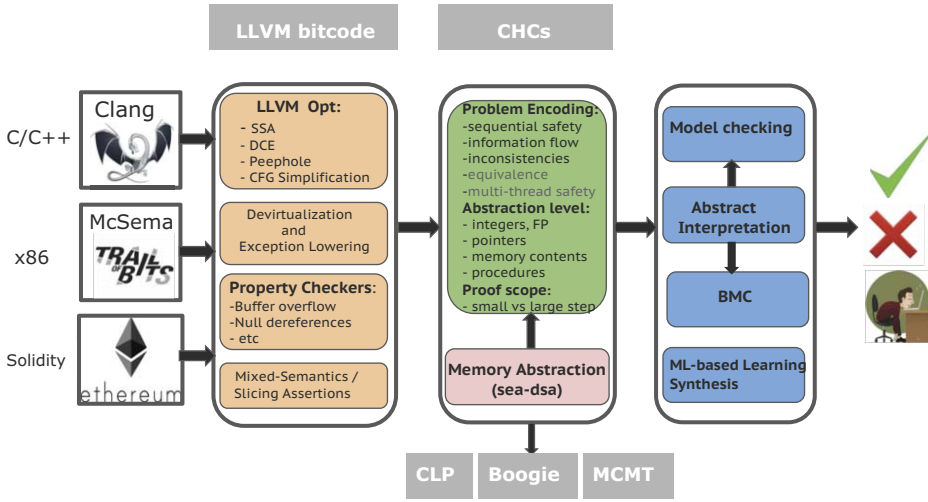 LLVM bitcode
CHCs
C/C++
Clang
x86
McSema
TRAIL
OF
BITS
Solidity
ethereum
LLVM Opt:
- SSA
- DCE
- Peephole
- CFG Simplification
Devirtualization
and
Exception Lowering
Property Checkers:
-Buffer overflow
-Null dereferences
- etc
Mixed-Semantics /
Slicing Assertions
Problem Encoding:
-sequential safety
-information flow
-inconsistencies
-equivalence
-multi-thread safety
Abstraction level:
- integers, FP
- pointers
- memory contents
- procedures
Proof scope:
- small vs large step
Memory Abstraction
(sea-dsa)
Model checking
Abstract
Interpretation
BMC
ML-based Learning
Synthesis
CLP
Boogie
MCMT